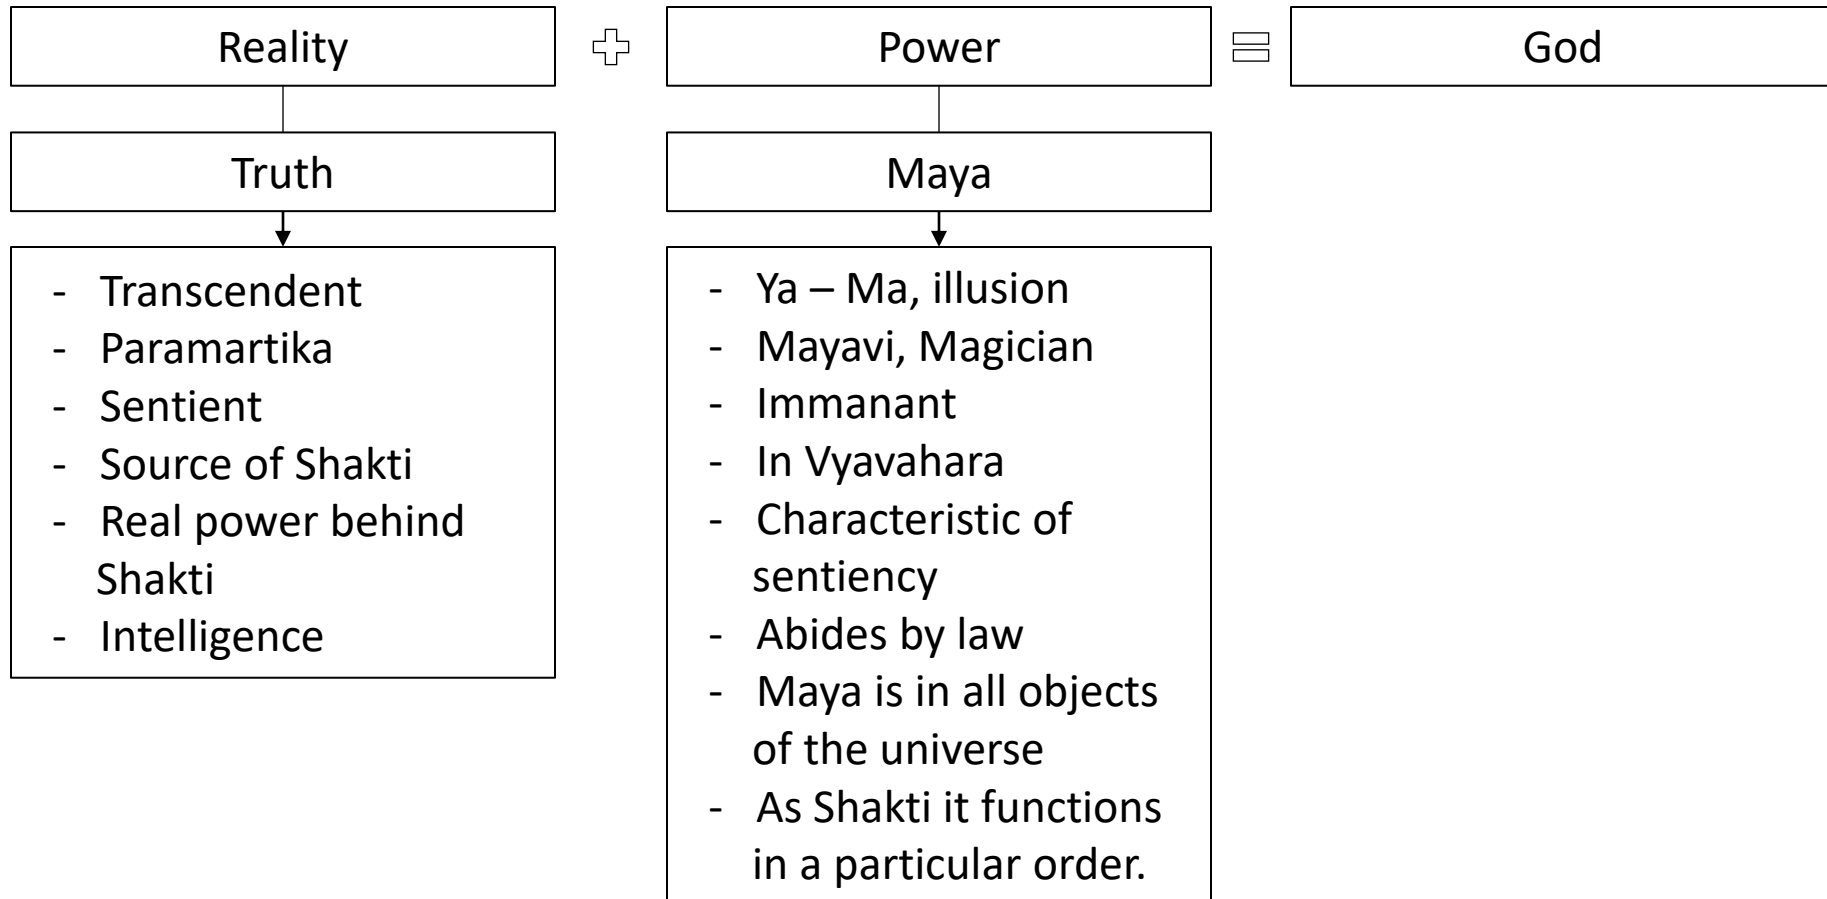 Reality
Power
God
Truth
Maya
- Transcendent
- Paramartika
- Sentient
- Source of Shakti
- Real power behind
Shakti
- Intelligence
- Ya – Ma, illusion
- Mayavi, Magician
- Immanant
- In Vyavahara
- Characteristic of
sentiency
- Abides by law
- Maya is in all objects
of the universe
- As Shakti it functions
in a particular order.